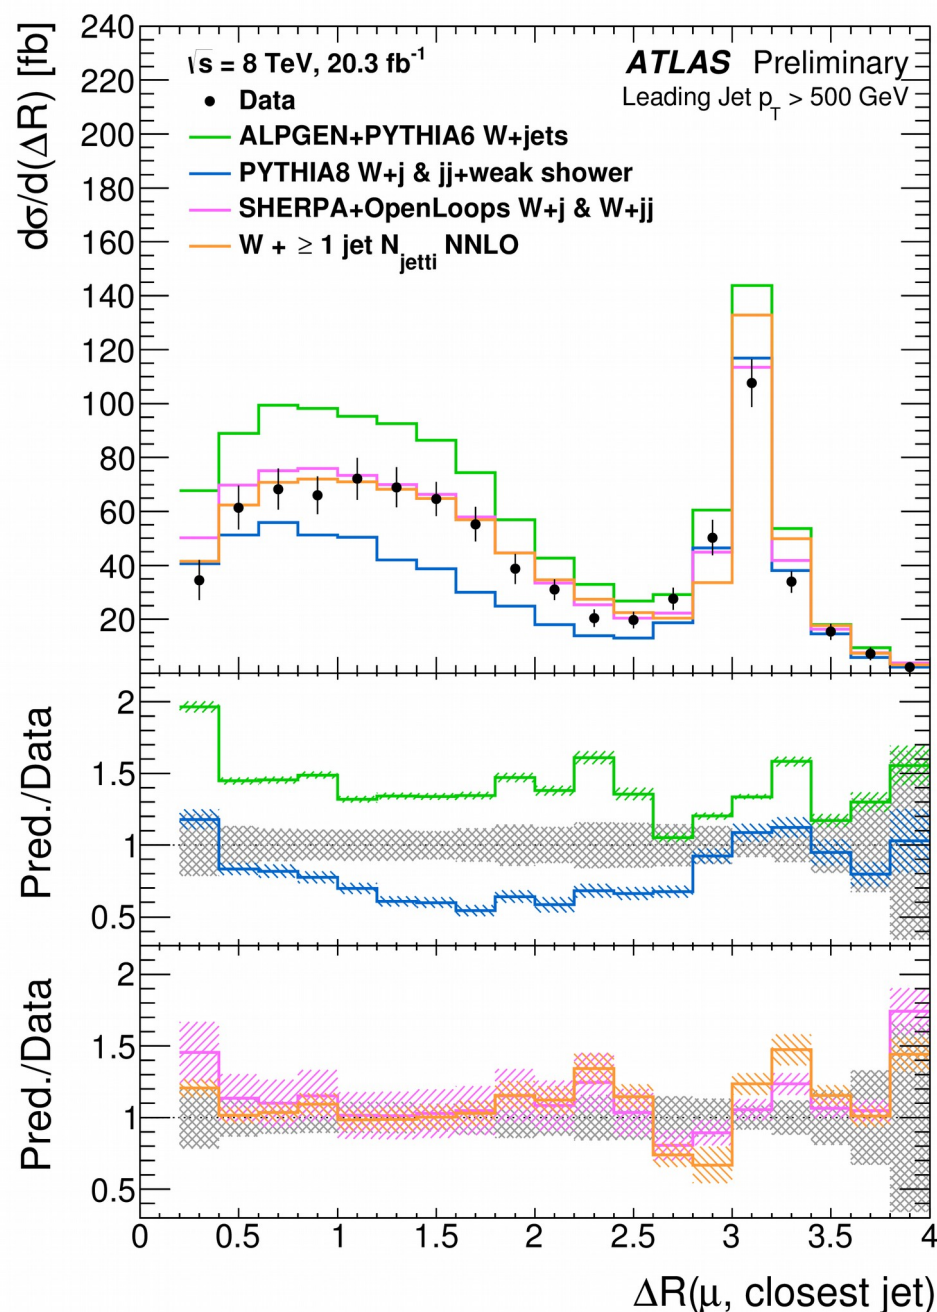 dσ/d(ΔR) [fb]
240
220
200
180
160
140
120
100
80
60
40
20
√s = 8 TeV, 20.3 fb-1
ATLAS Preliminary
Leading Jet pT > 500 GeV
Data
ALPGEN+PYTHIA6 W+jets
PYTHIA8 W+j & jj+weak shower
SHERPA+OpenLoops W+j & W+jj
W + ≥ 1 jet Njetti NNLO
Pred./Data
2
1.5
1
0.5
Pred./Data
2
1.5
1
0.5
0 0.5 1 1.5 2 2.5 3 3.5 4
ΔR(μ, closest jet)